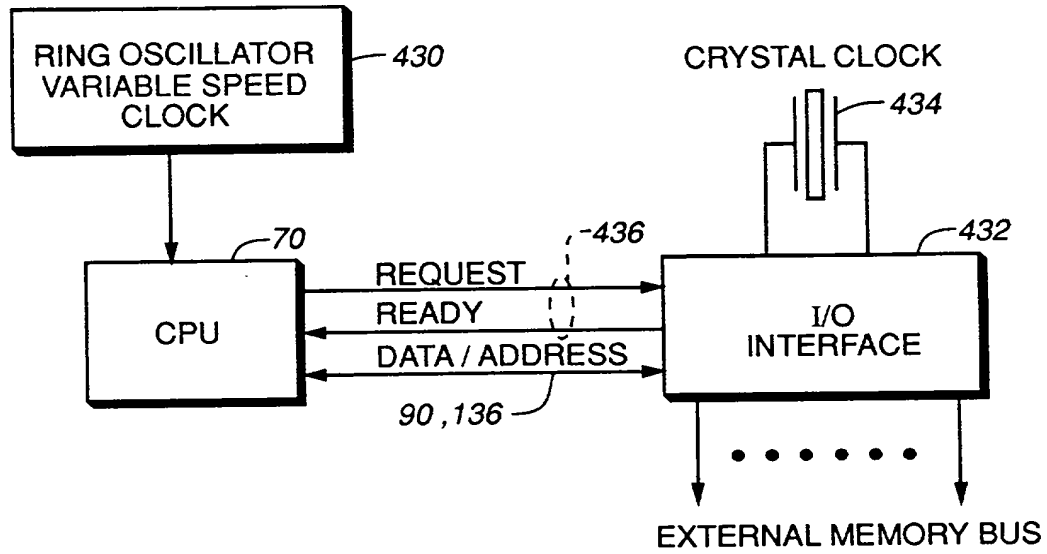 RING OSCILLATOR
VARIABLE SPEED
CLOCK
430
CRYSTAL CLOCK
434
70
436
432
REQUEST
READY
DATA / ADDRESS
CPU
I/O
INTERFACE
90 ,136
EXTERNAL MEMORY BUS